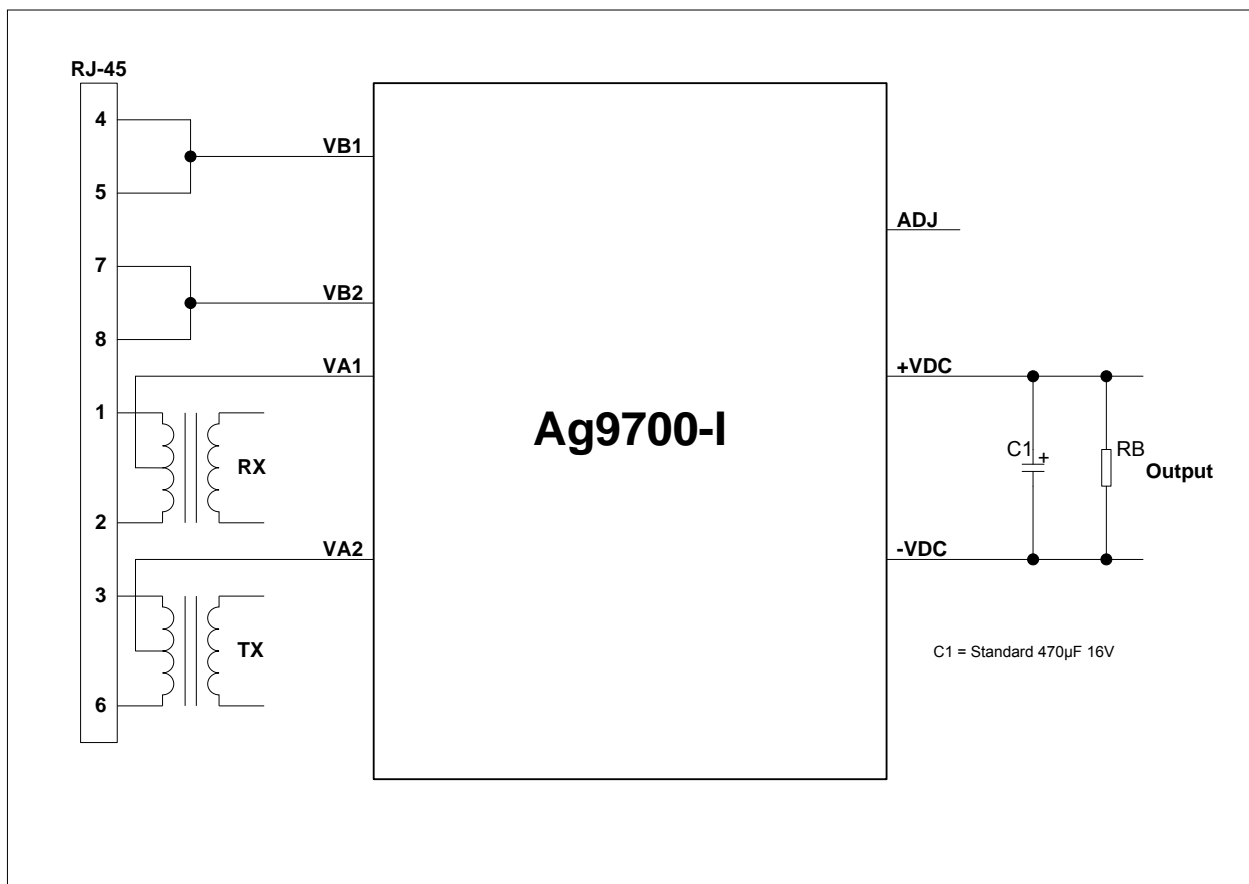 RJ-45
4
5
7
8
1
2
3
6
VB1
VB2
VA1
VA2
RX
TX
Ag9700-I
ADJ
+VDC
-VDC
C1
+
RB
Output
C1 = Standard 470µF 16V